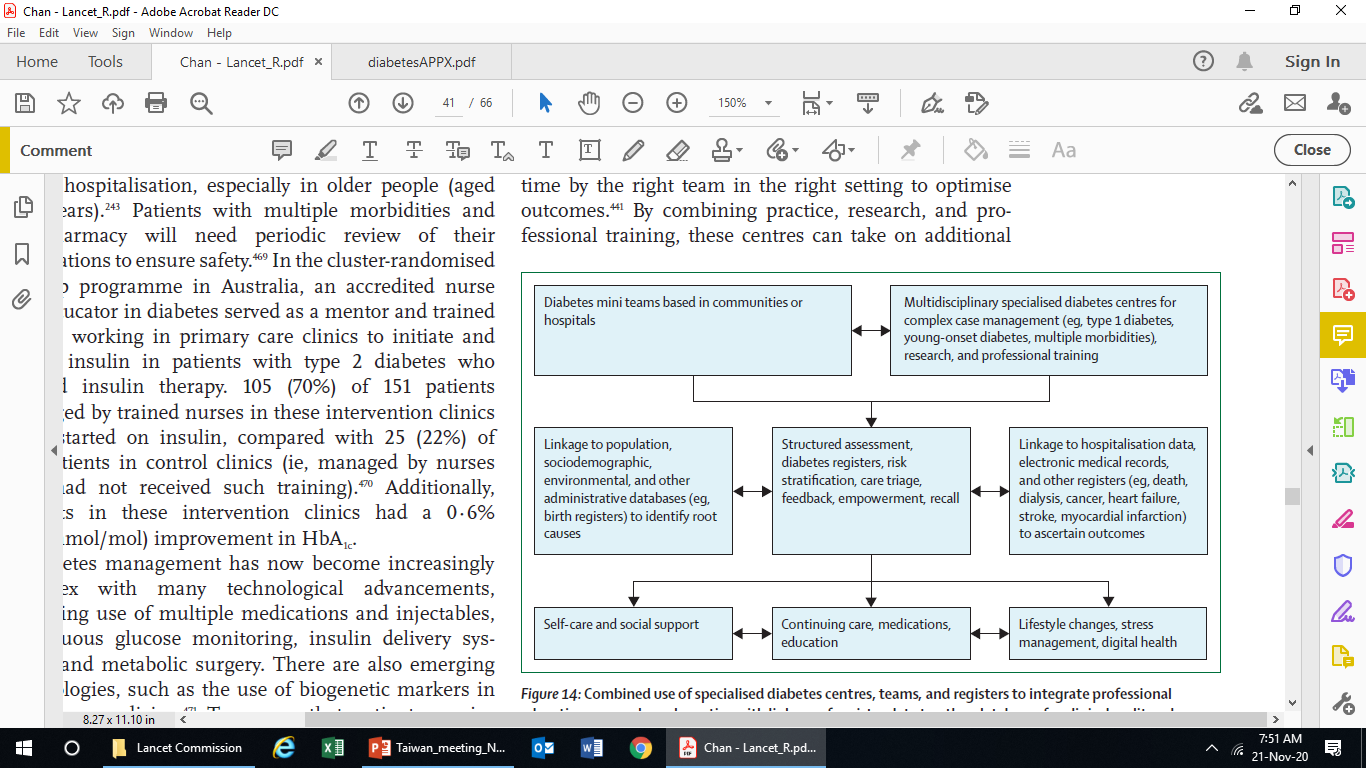 Chan - Lancet_R.pdf - Adobe Acrobat Reader DC
File Edit View Sign Window Help
Home Tools Chan - Lancet_R.pdf × diabetesAPPX.pdf Sign In
41 / 66 150%
Comment Aa Close
hospitalisation, especially in older people (aged
ears).²⁴³ Patients with multiple morbidities and
armacy will need periodic review of their
ations to ensure safety.⁴⁶⁹ In the cluster-randomised
programme in Australia, an accredited nurse
ucator in diabetes served as a mentor and trained
working in primary care clinics to initiate and
insulin in patients with type 2 diabetes who
insulin therapy. 105 (70%) of 151 patients
ged by trained nurses in these intervention clinics
started on insulin, compared with 25 (22%) of
tients in control clinics (ie, managed by nurses
had not received such training).⁴⁷⁰ Additionally,
ts in these intervention clinics had a 0·6%
mol/mol) improvement in HbA₁c.
etes management has now become increasingly
ex with many technological advancements,
ing use of multiple medications and injectables,
uous glucose monitoring, insulin delivery sys-
and metabolic surgery. There are also emerging
ologies, such as the use of biogenetic markers in
time by the right team in the right setting to optimise
outcomes.⁴⁴¹ By combining practice, research, and pro-
fessional training, these centres can take on additional
Diabetes mini teams based in communities or
hospitals
Multidisciplinary specialised diabetes centres for
complex case management (eg, type 1 diabetes,
young-onset diabetes, multiple morbidities),
research, and professional training
Linkage to population,
sociodemographic,
environmental, and other
administrative databases (eg,
birth registers) to identify root
causes
Structured assessment,
diabetes registers, risk
stratification, care triage,
feedback, empowerment, recall
Linkage to hospitalisation data,
electronic medical records,
and other registers (eg, death,
dialysis, cancer, heart failure,
stroke, myocardial infarction)
to ascertain outcomes
Self-care and social support
Continuing care, medications,
education
Lifestyle changes, stress
management, digital health
Figure 14: Combined use of specialised diabetes centres, teams, and registers to integrate professional
8.27 x 11.10 in
Lancet Commission Taiwan_meeting_N... Chan - Lancet_R.pd... 7:51 AM
21-Nov-20